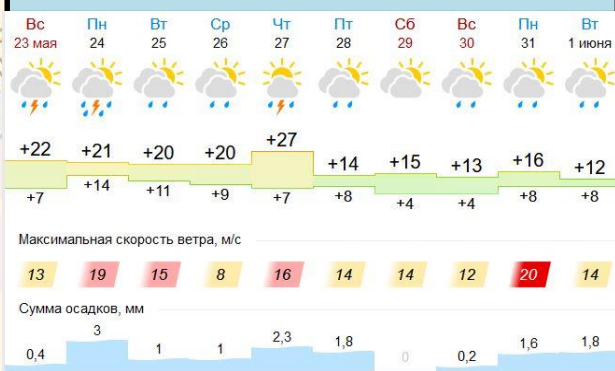 Вс Пн Вт Ср Чт Пт Сб Вс Пн Вт
23 мая 24 25 26 27 28 29 30 31 1 июня
+22 +21 +20 +20 +27 +14 +15 +13 +16 +12
+7 +14 +11 +9 +7 +8 +4 +4 +8 +8
Максимальная скорость ветра, м/с
13 19 15 8 16 14 14 12 20 14
Сумма осадков, мм
0,4 3 1 1 2,3 1,8 0 0,2 1,6 1,8